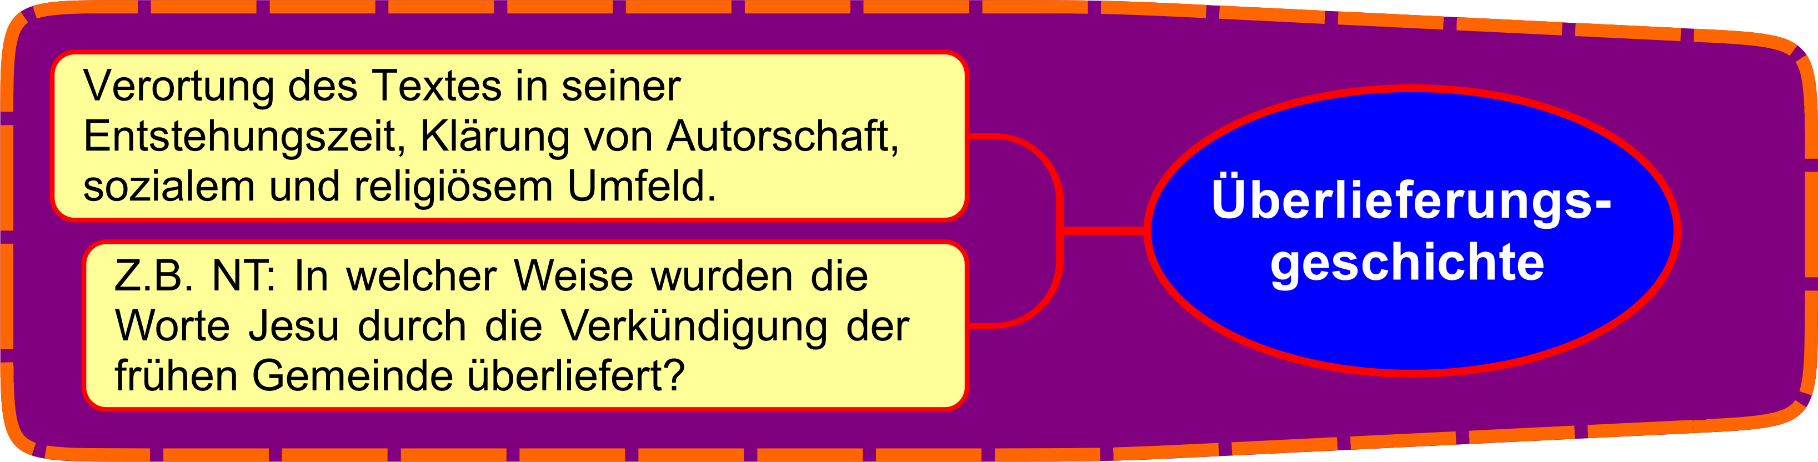 Verortung des Textes in seiner
Entstehungszeit, Klärung von Autorschaft,
sozialem und religiösem Umfeld.
Z.B. NT: In welcher Weise wurden die
Worte Jesu durch die Verkündigung der
frühen Gemeinde überliefert?
Überlieferungs-
geschichte